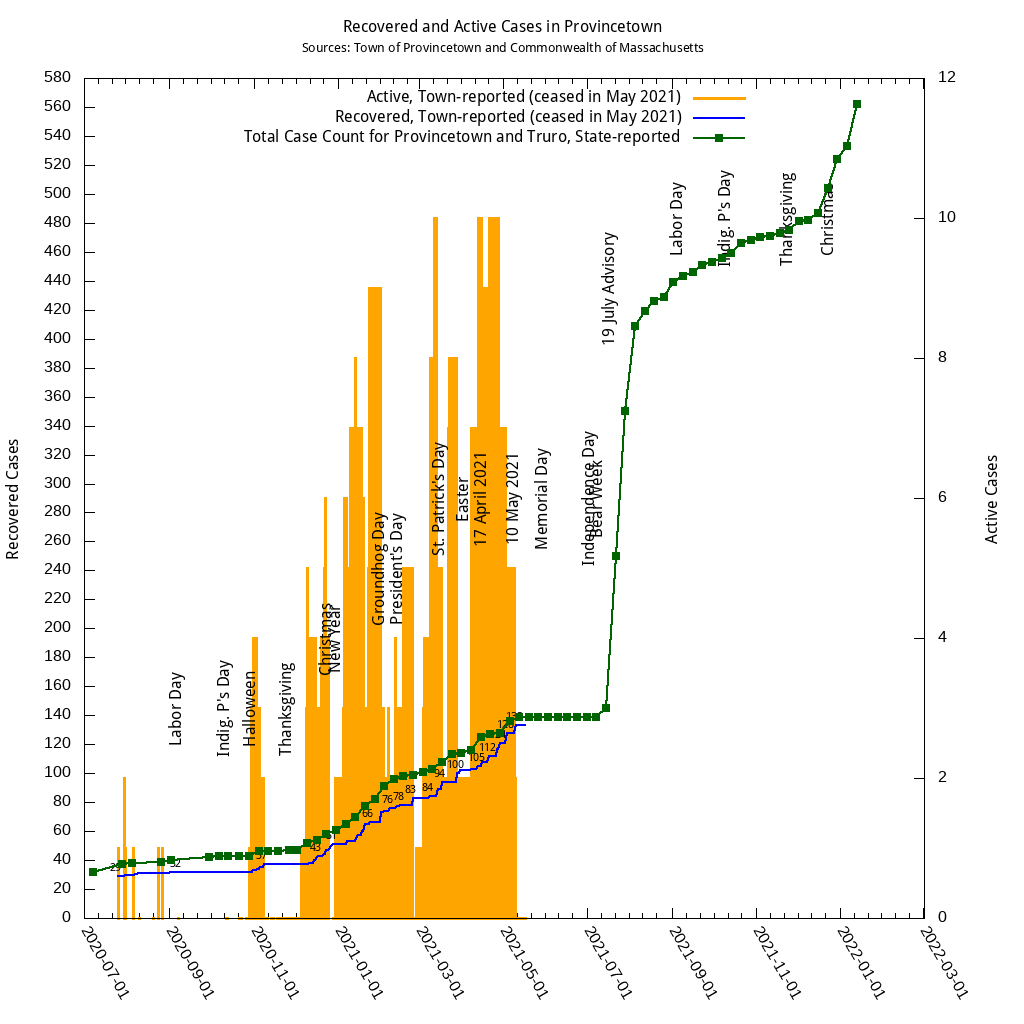 Recovered and Active Cases in Provincetown
Sources: Town of Provincetown and Commonwealth of Massachusetts
Active, Town-reported (ceased in May 2021)
Recovered, Town-reported (ceased in May 2021)
Total Case Count for Provincetown and Truro, State-reported
Recovered Cases
580
560
540
520
500
480
460
440
420
400
380
360
340
320
300
280
260
240
220
200
180
160
140
120
100
80
60
40
20
0
12
10
8
6
4
2
0
Active Cases
Labor Day
Indig. P's Day
Halloween
Thanksgiving
Christmas
New Year
Groundhog Day
President's Day
St. Patrick's Day
Easter
17 April 2021
10 May 2021
Memorial Day
Independence Day
Bear Week
19 July Advisory
Labor Day
Indig. P's Day
Thanksgiving
Christmas
32
37
43
51
66
76
78
83
84
94
100
105
112
2020-07-01
2020-09-01
2020-11-01
2021-01-01
2021-03-01
2021-05-01
2021-07-01
2021-09-01
2021-11-01
2022-01-01
2022-03-01